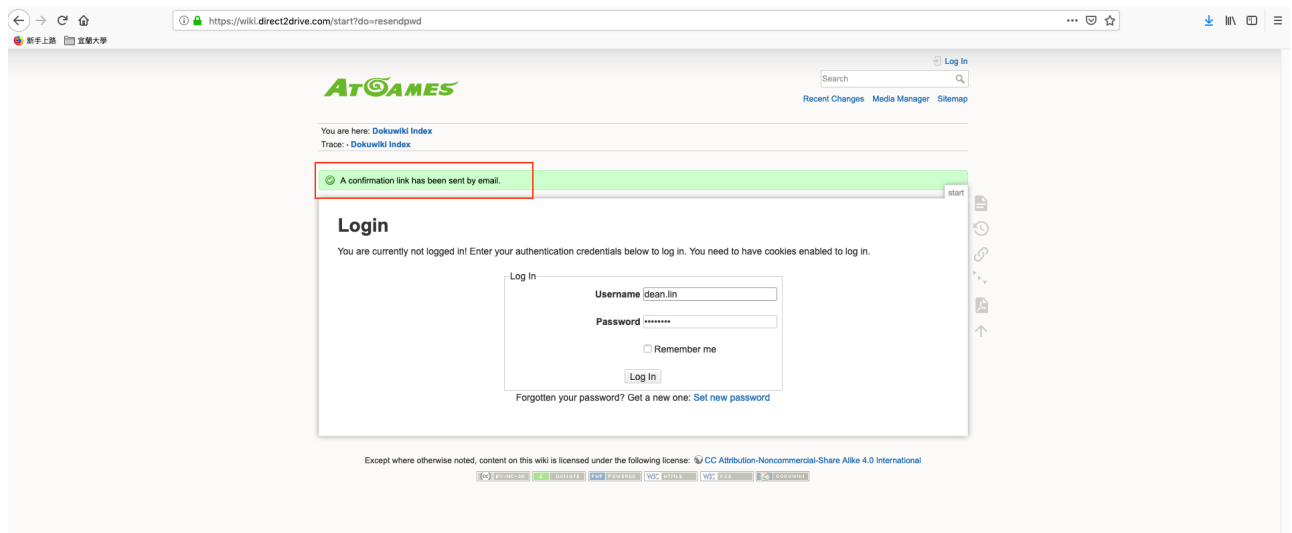 https://wiki.direct2drive.com/start?do=resendpwd
新手上路 宜蘭大學
Log In
ATGAMES
Search
Recent Changes Media Manager Sitemap
You are here: Dokuwiki Index
Trace: • Dokuwiki Index
A confirmation link has been sent by email.
start
Login
You are currently not logged in! Enter your authentication credentials below to log in. You need to have cookies enabled to log in.
Log In
Username dean.lin
Password ••••••••
Remember me
Log In
Forgotten your password? Get a new one: Set new password
Except where otherwise noted, content on this wiki is licensed under the following license: CC Attribution-Noncommercial-Share Alike 4.0 International